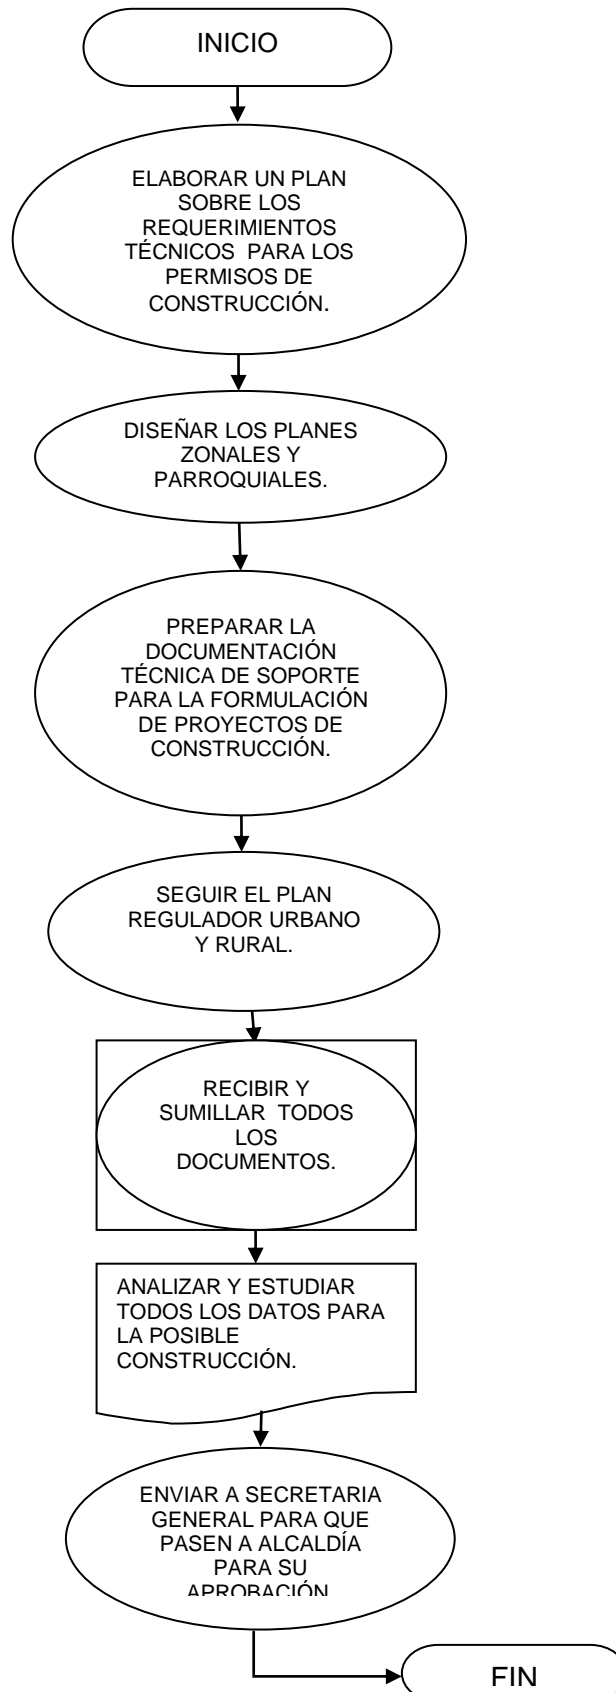 INICIO
ELABORAR UN PLAN
SOBRE LOS
REQUERIMIENTOS
TÉCNICOS PARA LOS
PERMISOS DE
CONSTRUCCIÓN.
DISEÑAR LOS PLANES
ZONALES Y
PARROQUIALES.
PREPARAR LA
DOCUMENTACIÓN
TÉCNICA DE SOPORTE
PARA LA FORMULACIÓN
DE PROYECTOS DE
CONSTRUCCIÓN.
SEGUIR EL PLAN
REGULADOR URBANO
Y RURAL.
RECIBIR Y
SUMILLAR TODOS
LOS
DOCUMENTOS.
ANALIZAR Y ESTUDIAR
TODOS LOS DATOS PARA
LA POSIBLE
CONSTRUCCIÓN.
ENVIAR A SECRETARIA
GENERAL PARA QUE
PASEN A ALCALDÍA
PARA SU
APROBACIÓN
FIN